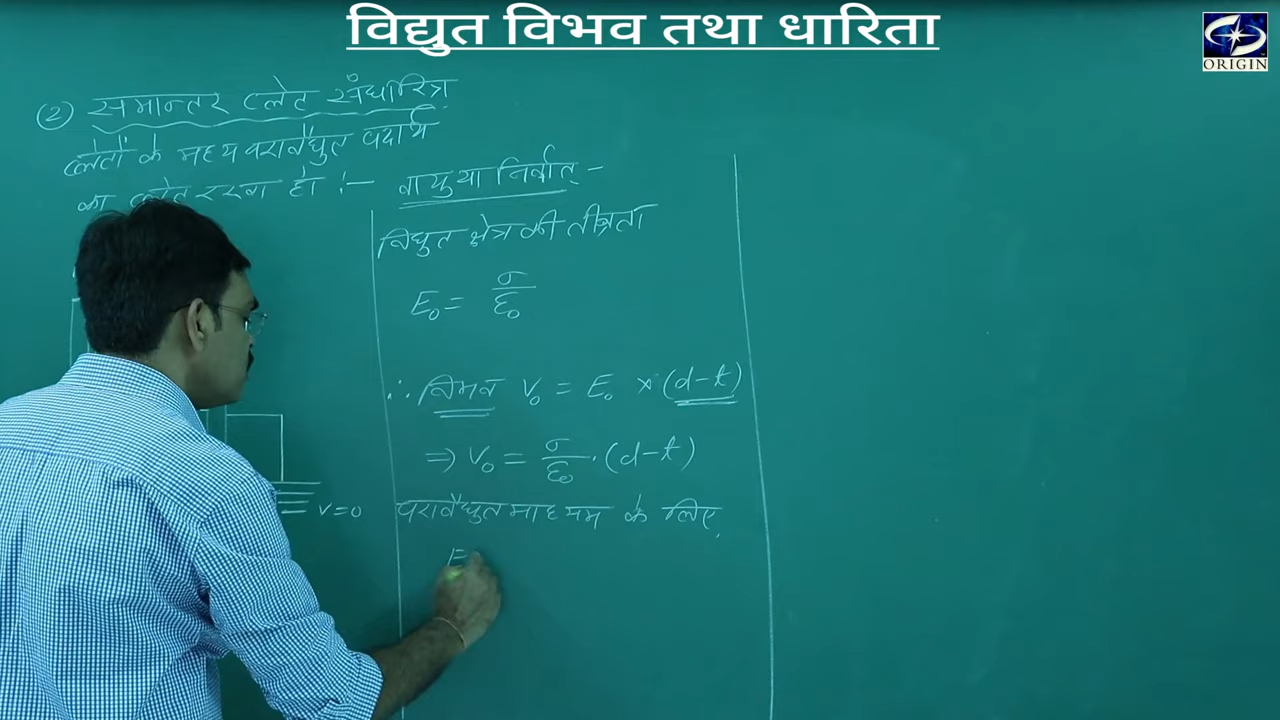 विद्युत विभव तथा धारिता
ORIGIN
(2) समान्तर प्लेट संधारित्र
प्लेटों के मध्य परावैद्युत पदार्थ
का प्लेट रखा हो :-
वायु या निर्वात् -
विद्युत क्षेत्र की तीव्रता
E₀ = σ/ε₀
∴ विभव V₀ = E₀ × (d-t)
⇒ V₀ = σ/ε₀ · (d-t)
V=0
परावैद्युत माध्यम के लिए,
E